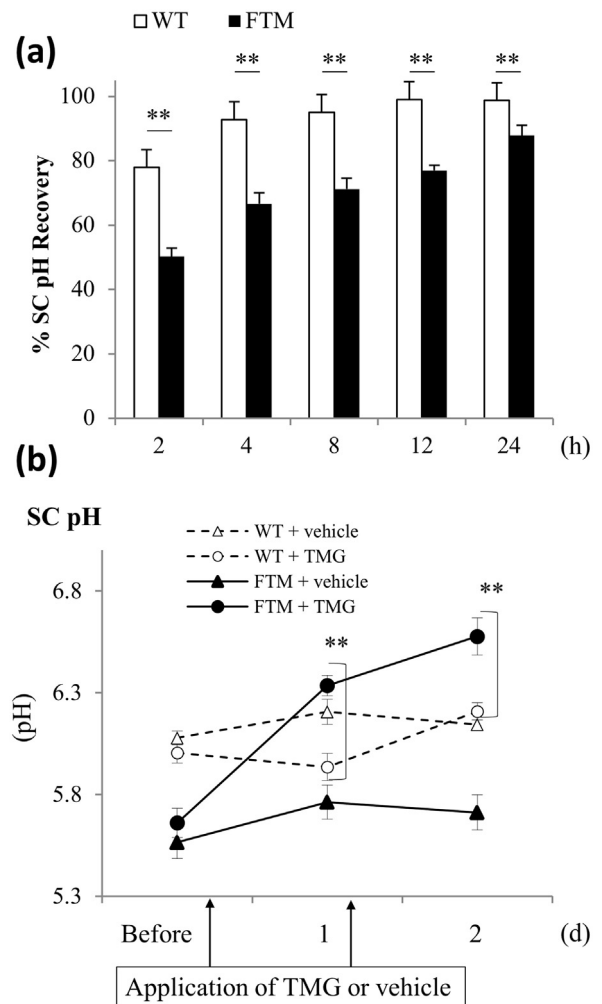 WT FTM
(a)
** ** ** ** **
% SC pH Recovery
100
80
60
40
20
0
2 4 8 12 24 (h)
(b)
SC pH
WT + vehicle
WT + TMG
FTM + vehicle
FTM + TMG
**
**
(pH)
6.8
6.3
5.8
5.3
Before 1 2 (d)
Application of TMG or vehicle